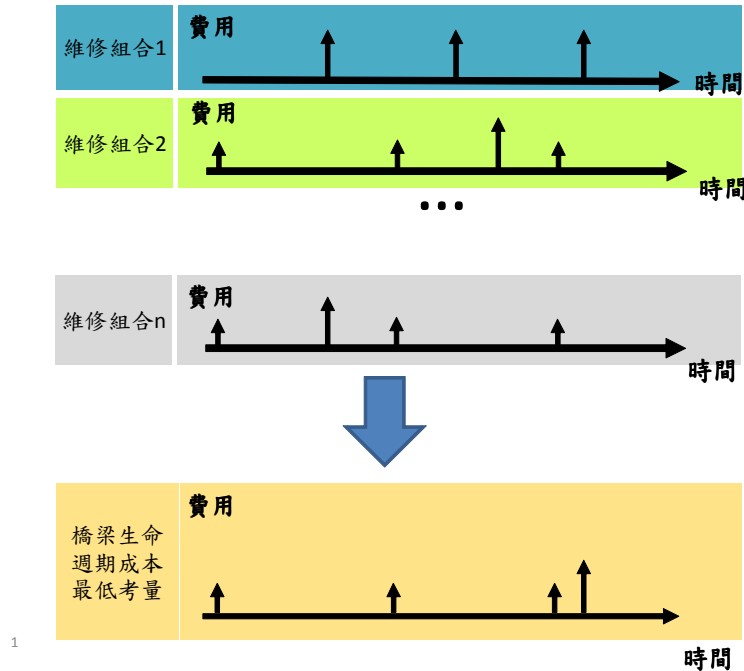 費用
維修組合1
時間
費用
維修組合2
時間
...
費用
維修組合n
時間
費用
橋梁生命
週期成本
最低考量
1
時間